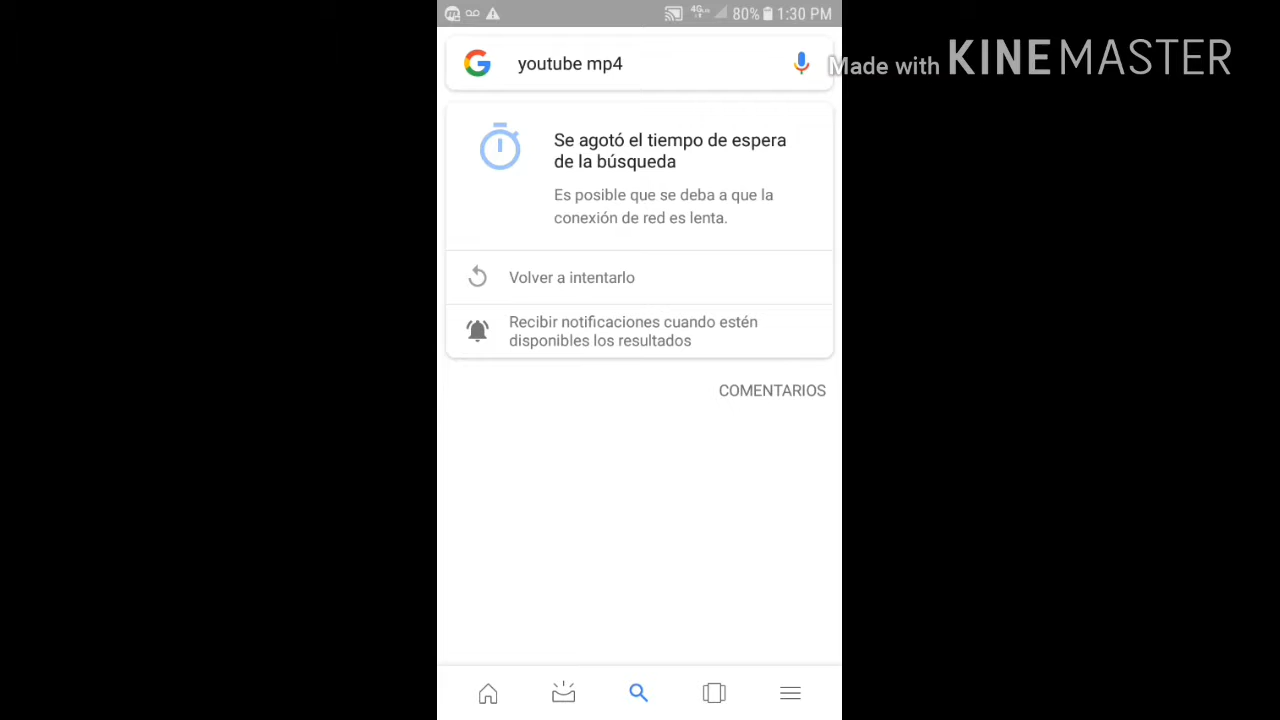 4G LTE 80% 1:30 PM
youtube mp4
Made with KINEMASTER
Se agotó el tiempo de espera
de la búsqueda
Es posible que se deba a que la
conexión de red es lenta.
Volver a intentarlo
Recibir notificaciones cuando estén
disponibles los resultados
COMENTARIOS